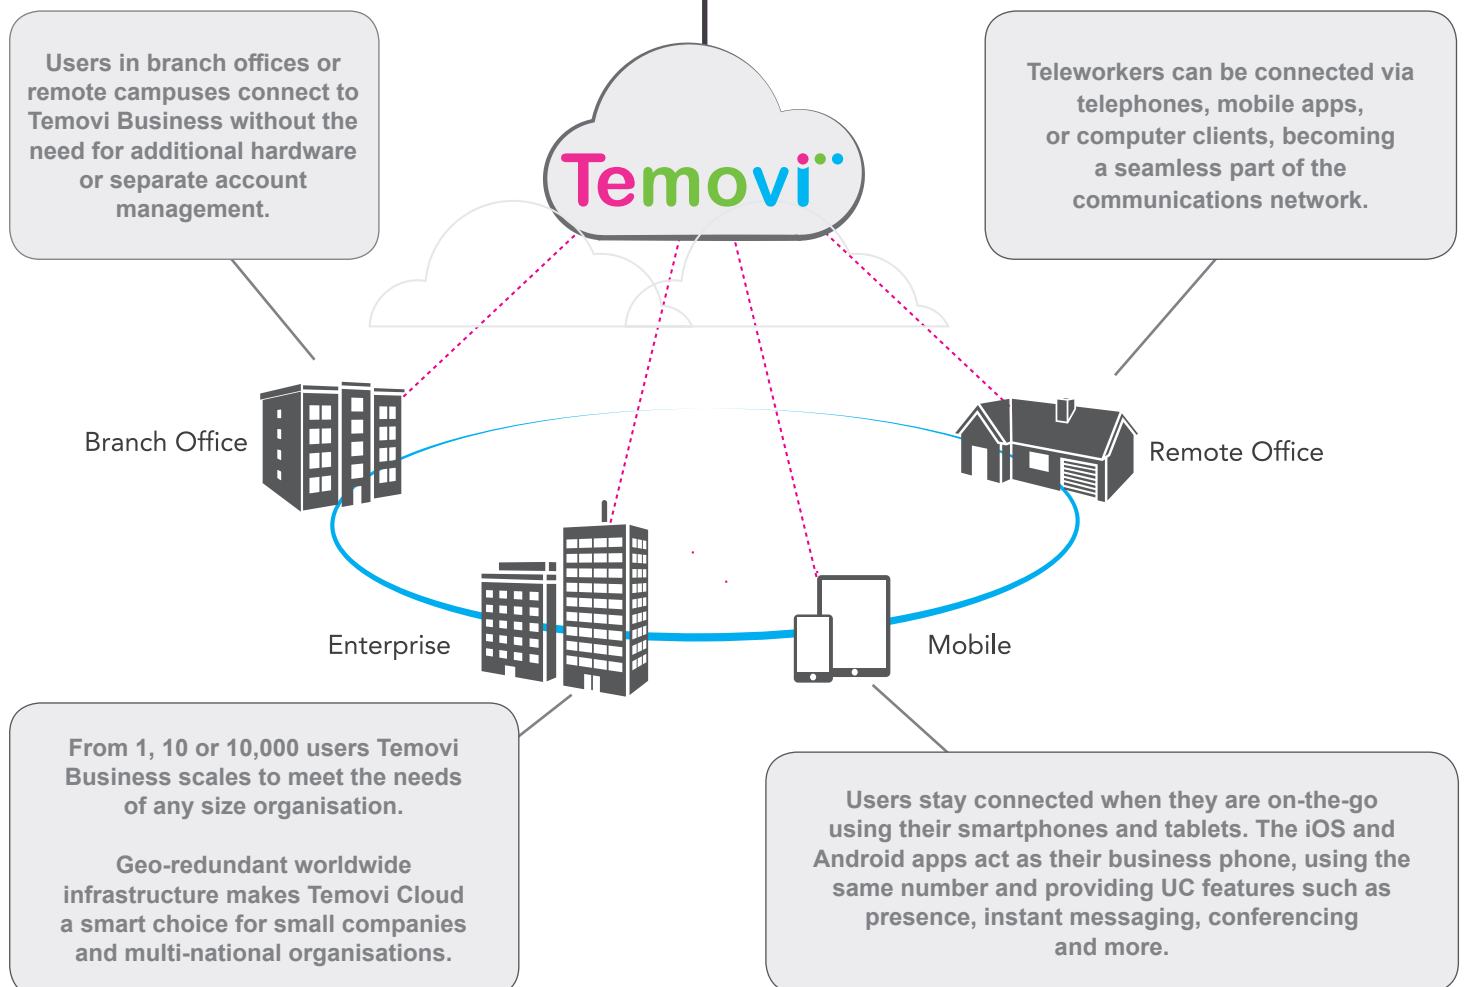 Users in branch offices or
remote campuses connect to
Temovi Business without the
need for additional hardware
or separate account
management.
Temovi
Teleworkers can be connected via
telephones, mobile apps,
or computer clients, becoming
a seamless part of the
communications network.
Branch Office
Remote Office
Enterprise
Mobile
From 1, 10 or 10,000 users Temovi
Business scales to meet the needs
of any size organisation.
Geo-redundant worldwide
infrastructure makes Temovi Cloud
a smart choice for small companies
and multi-national organisations.
Users stay connected when they are on-the-go
using their smartphones and tablets. The iOS and
Android apps act as their business phone, using the
same number and providing UC features such as
presence, instant messaging, conferencing
and more.